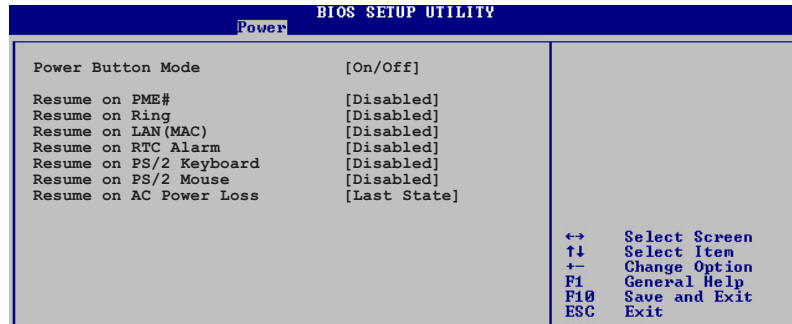 BIOS SETUP UTILITY
Power
Power Button Mode [On/Off]
Resume on PME# [Disabled]
Resume on Ring [Disabled]
Resume on LAN(MAC) [Disabled]
Resume on RTC Alarm [Disabled]
Resume on PS/2 Keyboard [Disabled]
Resume on PS/2 Mouse [Disabled]
Resume on AC Power Loss [Last State]
←→ Select Screen
↑↓ Select Item
+- Change Option
F1 General Help
F10 Save and Exit
ESC Exit